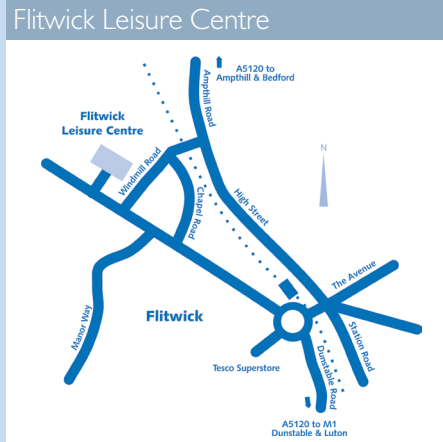 Flitwick Leisure Centre
A5120 to
Ampthill & Bedford
Ampthill Road
Flitwick
Leisure Centre
Windmill Road
N
Chapel Road
High Street
The Avenue
Manor Way
Flitwick
Station Road
Dunstable Road
Tesco Superstore
A5120 to M1
Dunstable & Luton